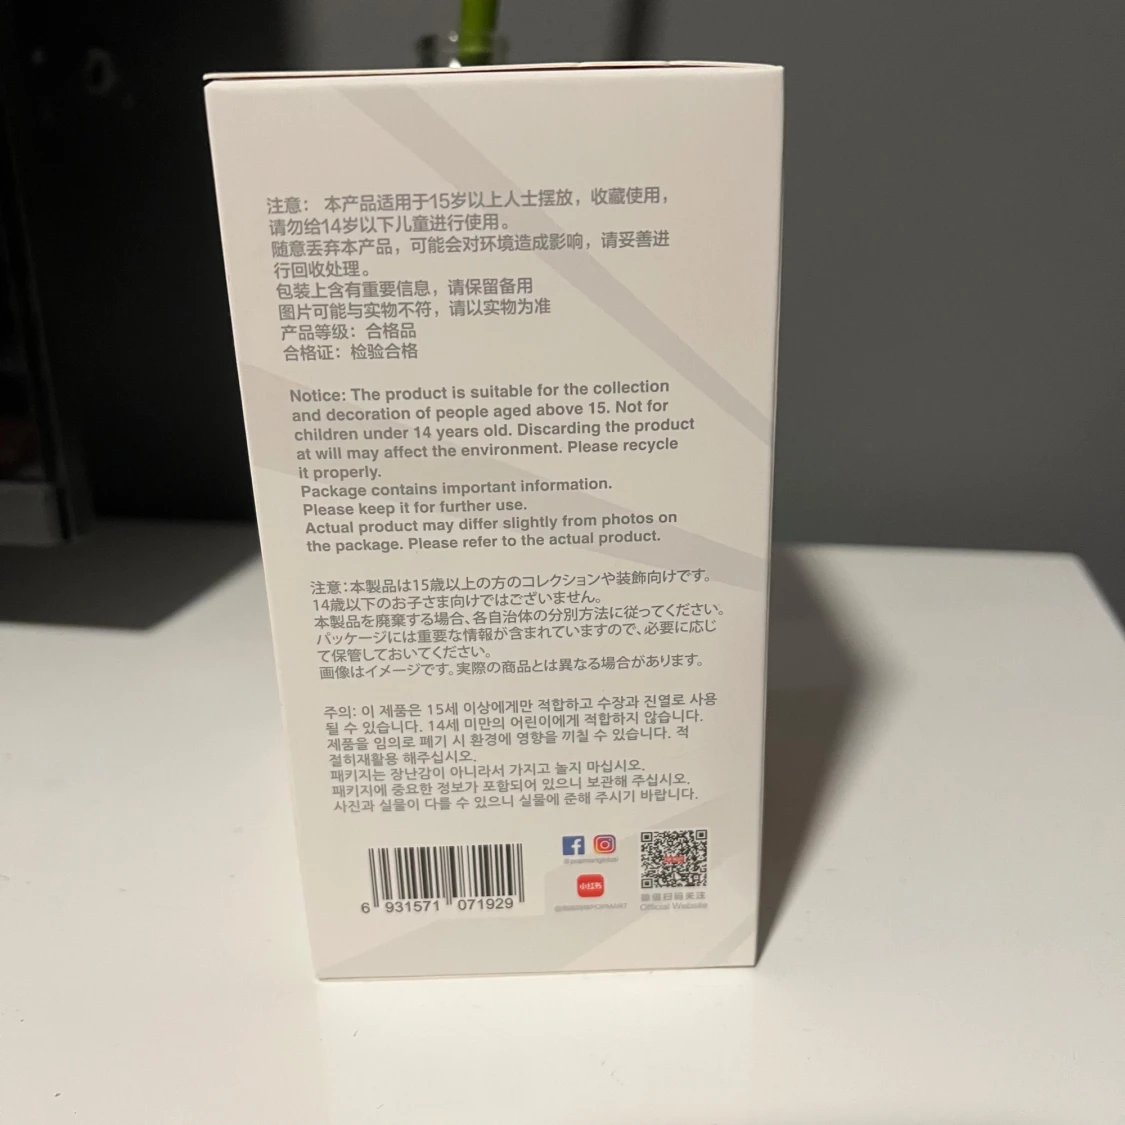 注意： 本产品适用于15岁以上人士摆放，收藏使用，
请勿给14岁以下儿童进行使用。
随意丢弃本产品，可能会对环境造成影响，请妥善进
行回收处理。
包装上含有重要信息，请保留备用
图片可能与实物不符，请以实物为准
产品等级：合格品
合格证：检验合格
Notice: The product is suitable for the collection
and decoration of people aged above 15. Not for
children under 14 years old. Discarding the product
at will may affect the environment. Please recycle
it properly.
Package contains important information.
Please keep it for further use.
Actual product may differ slightly from photos on
the package. Please refer to the actual product.
注意：本製品は15歳以上の方のコレクションや装飾向けです。
14歳以下のお子さま向けではございません。
本製品を廃棄する場合、各自治体の分別方法に従ってください。
パッケージには重要な情報が含まれていますので、必要に応じ
て保管しておいてください。
画像はイメージです。実際の商品とは異なる場合があります。
주의: 이 제품은 15세 이상에게만 적합하고 수장과 진열로 사용
될 수 있습니다. 14세 미만의 어린이에게 적합하지 않습니다.
제품을 임의로 폐기 시 환경에 영향을 끼칠 수 있습니다. 적
절히재활용 해주십시오.
패키지는 장난감이 아니라서 가지고 놀지 마십시오.
패키지에 중요한 정보가 포함되어 있으니 보관해 주십시오.
사진과 실물이 다를 수 있으니 실물에 준해 주시기 바랍니다.
6 931571 071929
小红书
微信扫码关注
Official Website